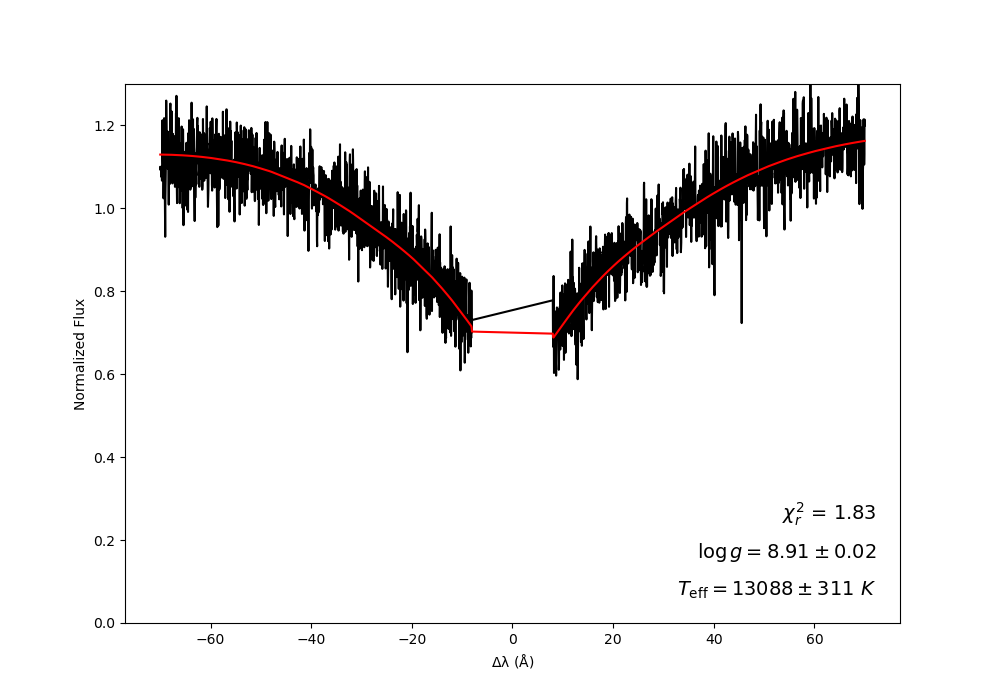 1.2
1.0
0.8
0.6
0.4
0.2
0.0
Normalized Flux
χ²ᵣ = 1.83
log g = 8.91 ± 0.02
T_eff = 13088 ± 311 K
−60 −40 −20 0 20 40 60
Δλ (Å)